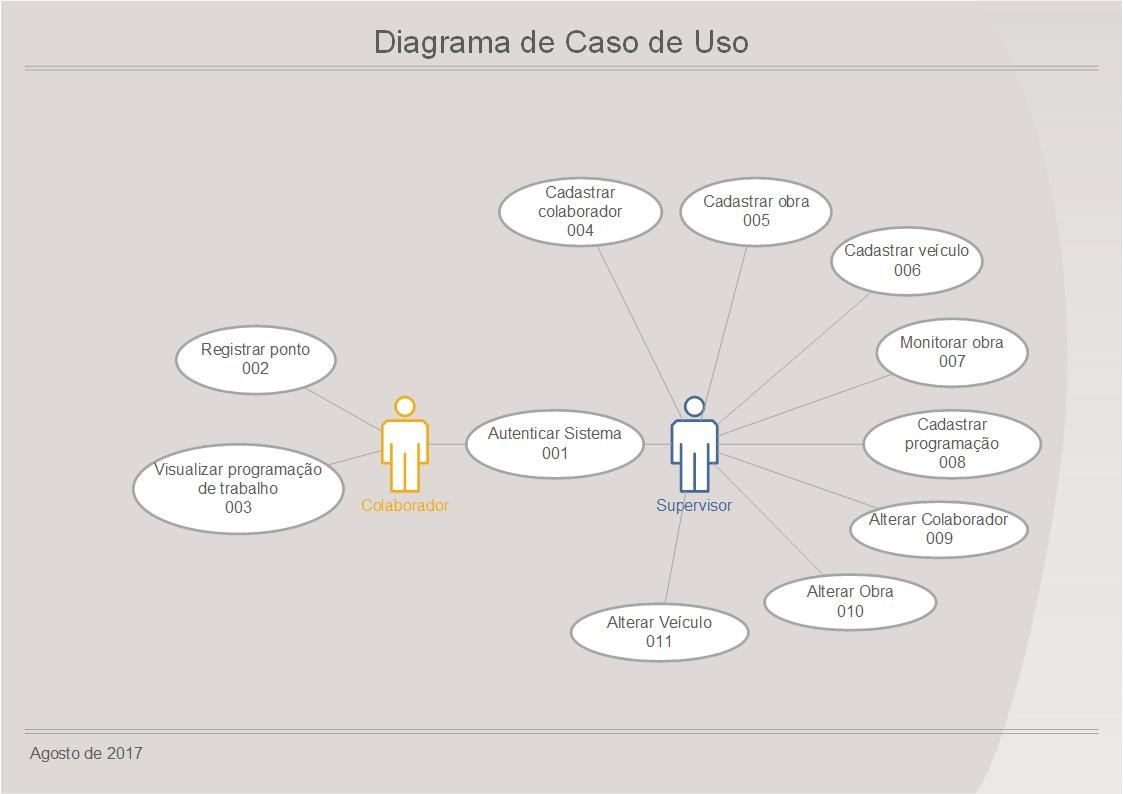 Diagrama de Caso de Uso
Cadastrar
colaborador
004
Cadastrar obra
005
Cadastrar veículo
006
Monitorar obra
007
Registrar ponto
002
Autenticar Sistema
001
Cadastrar
programação
008
Visualizar programação
de trabalho
003
Colaborador
Supervisor
Alterar Colaborador
009
Alterar Obra
010
Alterar Veículo
011
Agosto de 2017